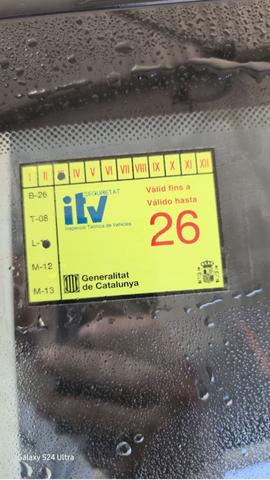 I II IV V VI VII VIII IX X XI XII
B-26
SEGURETAT
Vàlid fins a
itv
Válido hasta
T-08
Inspecció Tècnica de Vehicles
26
L-
M-12
Generalitat
de Catalunya
M-13
Galaxy S24 Ultra